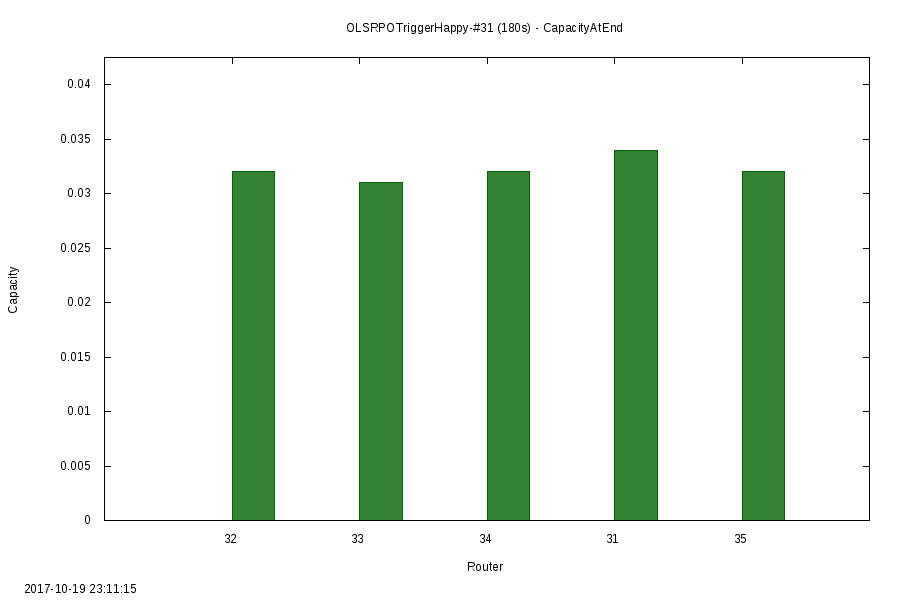 OLSRPOTriggerHappy-#31 (180s) - CapacityAtEnd
0.04
0.035
0.03
0.025
0.02
0.015
0.01
0.005
0
Capacity
32 33 34 31 35
Router
2017-10-19 23:11:15